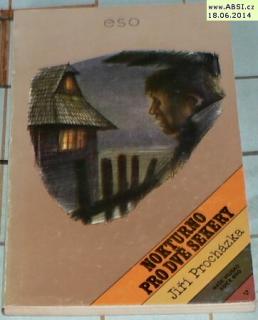 www.ABSI.cz
18.06.2014
eso
NOKTURNO
PRO DVĚ SEKERY
Jiří Procházka